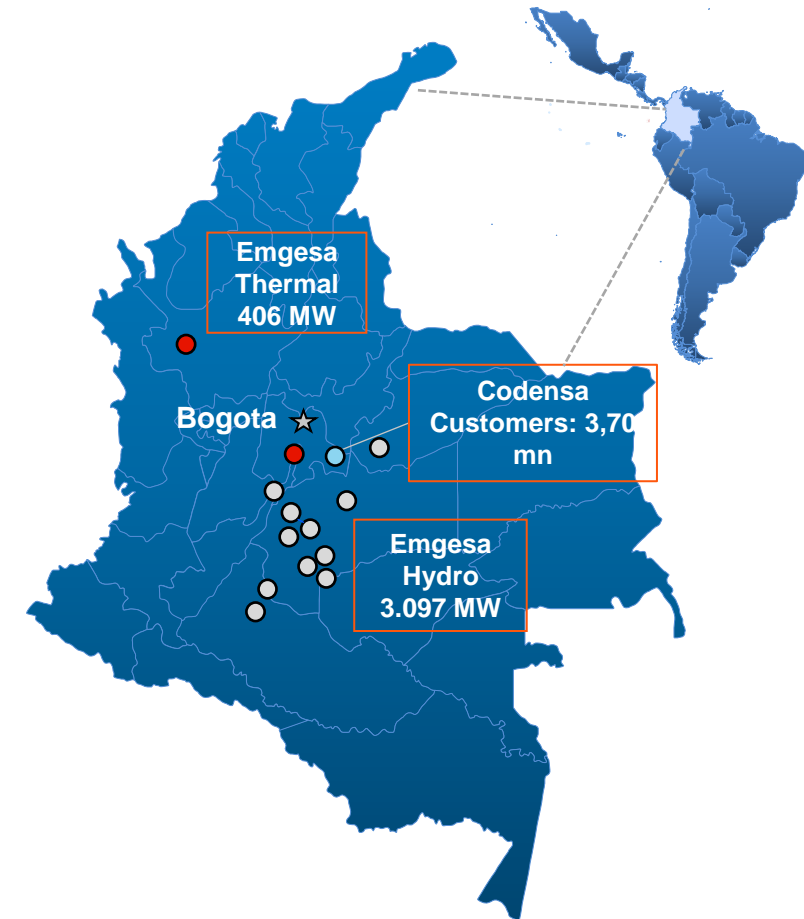 Emgesa
Thermal
406 MW
Codensa
Customers: 3,70
mn
Bogota
Emgesa
Hydro
3.097 MW